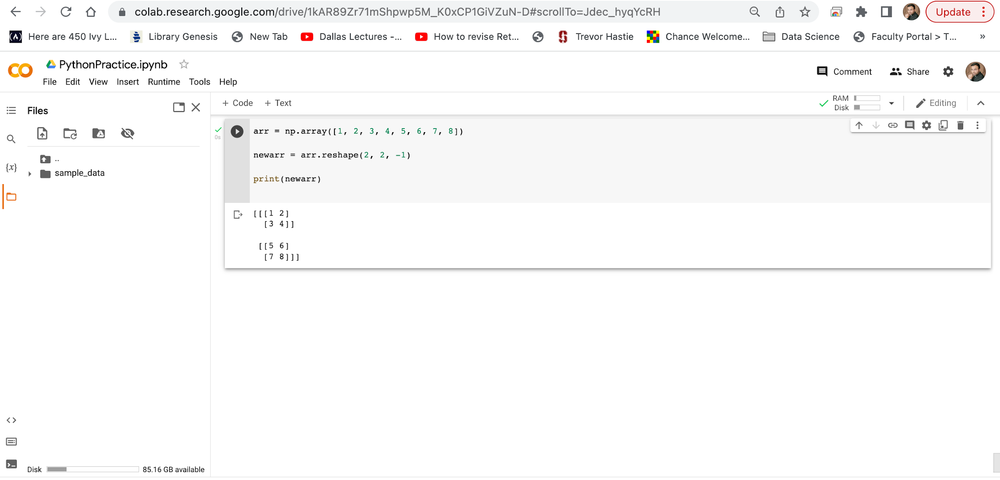 colab.research.google.com/drive/1kAR89Zr71mShpwp5M_K0xCP1GiVZuN-D#scrollTo=Jdec_hyqYcRH
Update
Here are 450 Ivy L...
Library Genesis
New Tab
Dallas Lectures -...
How to revise Ret...
Trevor Hastie
Chance Welcome...
Data Science
Faculty Portal > T...
»
CO
PythonPractice.ipynb
File Edit View Insert Runtime Tools Help
Comment
Share
Files
+ Code + Text
RAM
Disk
Editing
..
sample_data
{x}
0s
arr = np.array([1, 2, 3, 4, 5, 6, 7, 8])
newarr = arr.reshape(2, 2, -1)
print(newarr)
[[[1 2]
[3 4]]
[[5 6]
[7 8]]]
Disk
85.16 GB available